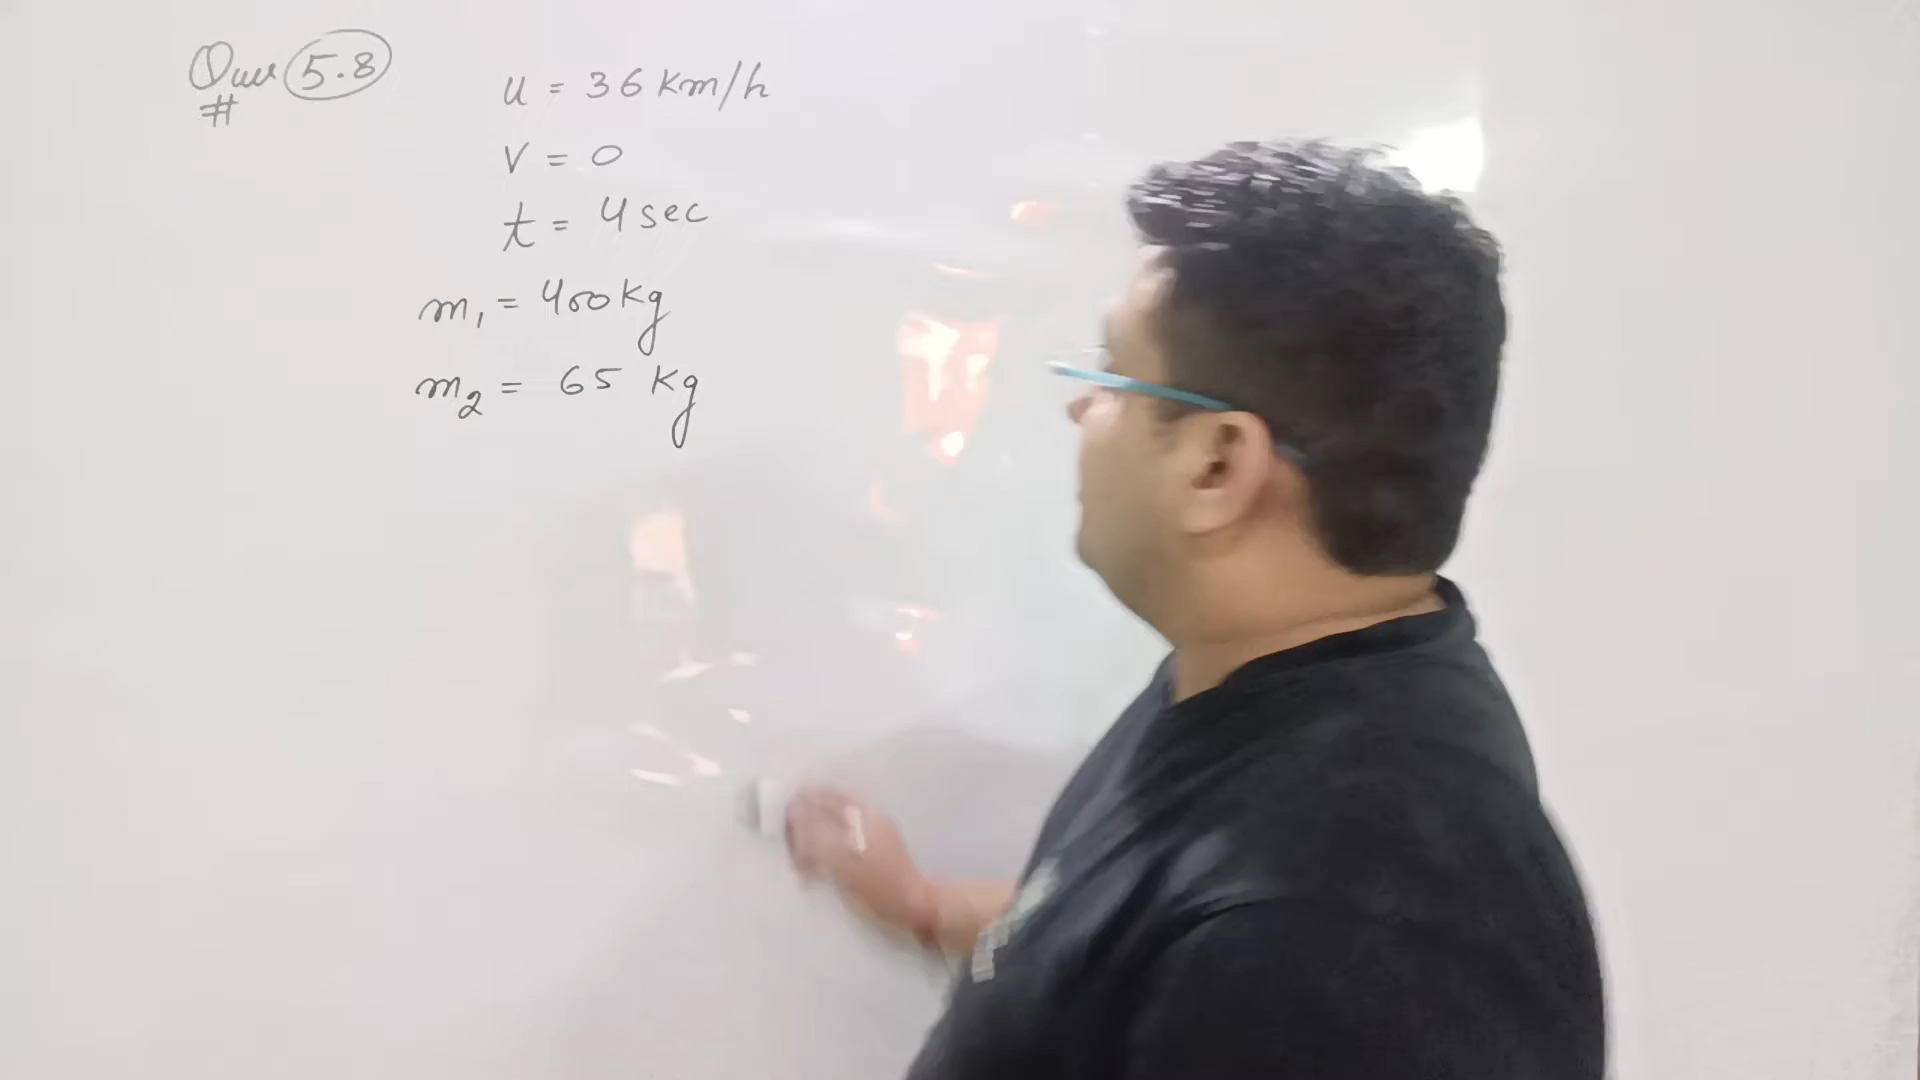 Ques 5.8
#
u = 36 km/h
v = 0
t = 4 sec
m₁ = 400 kg
m₂ = 65 kg